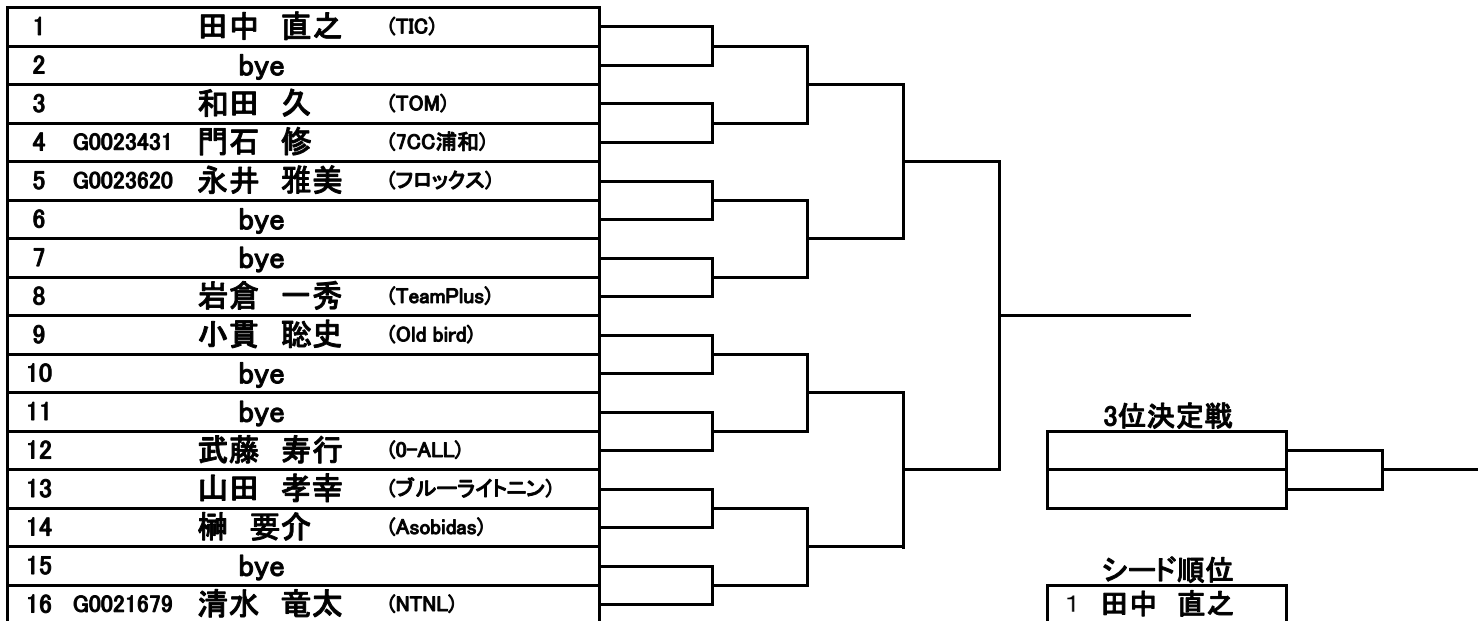 1 田中 直之 (TIC)
2 bye
3 和田 久 (TOM)
4 G0023431 門石 修 (7CC浦和)
5 G0023620 永井 雅美 (フロックス)
6 bye
7 bye
8 岩倉 一秀 (TeamPlus)
9 小貫 聡史 (Old bird)
10 bye
11 bye
12 武藤 寿行 (0-ALL)
13 山田 孝幸 (ブルーライトニン)
14 榊 要介 (Asobidas)
15 bye
16 G0021679 清水 竜太 (NTNL)
3位決定戦
シード順位
1 田中 直之